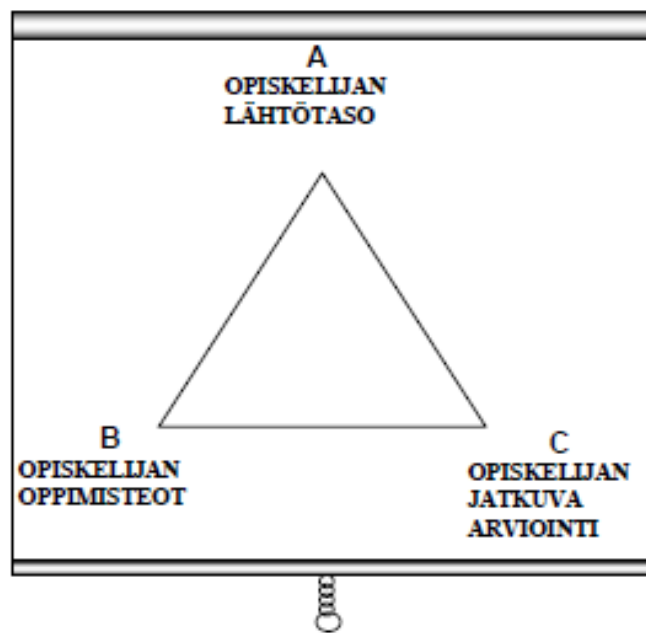 A
OPISKELIJAN
LÄHTÖTASO
B
OPISKELIJAN
OPPIMISTEOT
C
OPISKELIJAN
JATKUVA
ARVIOINTI